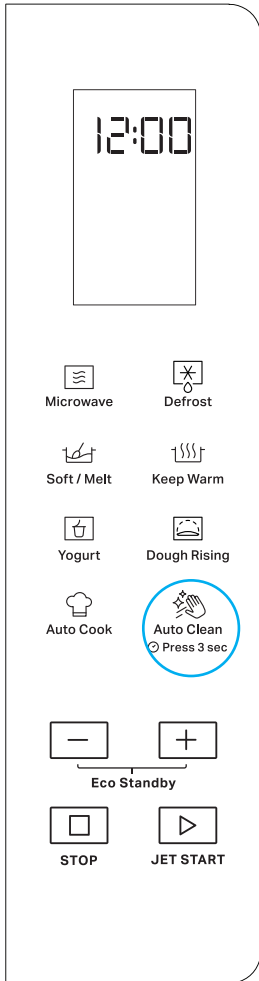 12:00
Microwave
Defrost
Soft / Melt
Keep Warm
Yogurt
Dough Rising
Auto Cook
Auto Clean
Press 3 sec
Eco Standby
STOP
JET START